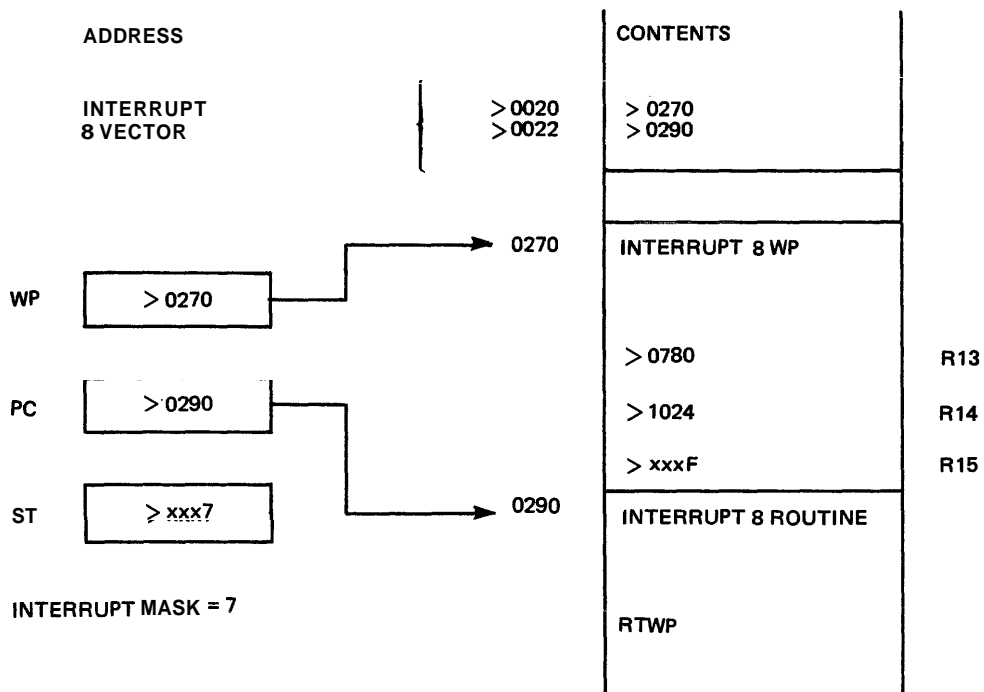 ADDRESS
CONTENTS
INTERRUPT
8 VECTOR
>0020
>0022
>0270
>0290
0270
INTERRUPT 8 WP
WP
>0270
>0780
R13
PC
>0290
>1024
R14
>xxxF
R15
ST
>xxx7
0290
INTERRUPT 8 ROUTINE
INTERRUPT MASK = 7
RTWP